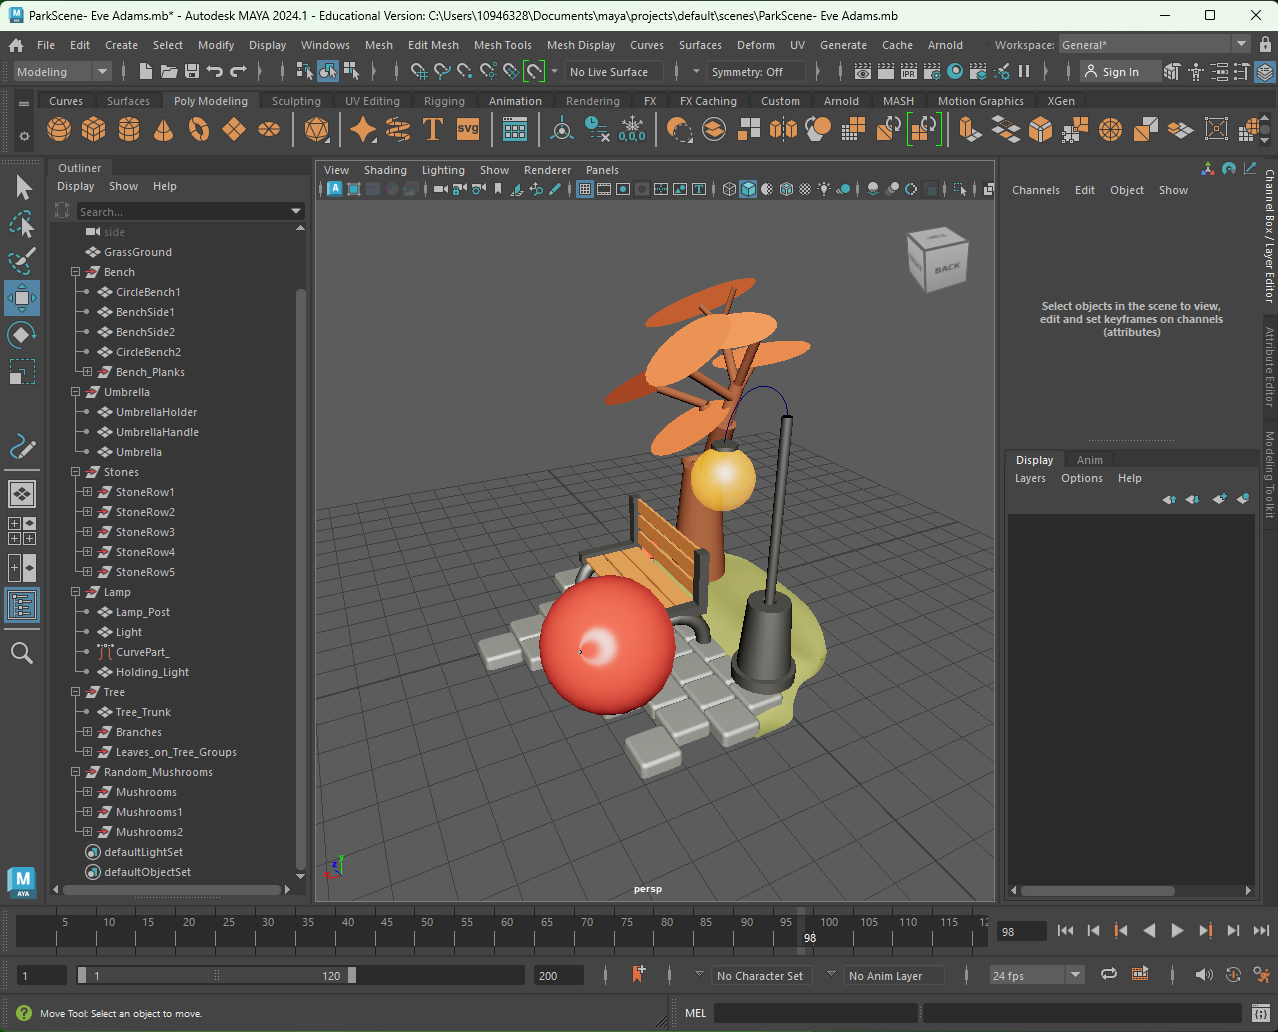 ParkScene- Eve Adams.mb* - Autodesk MAYA 2024.1 - Educational Version: C:\Users\10946328\Documents\maya\projects\default\scenes\ParkScene- Eve Adams.mb
File Edit Create Select Modify Display Windows Mesh Edit Mesh Mesh Tools Mesh Display Curves Surfaces Deform UV Generate Cache Arnold Workspace: General*
Modeling No Live Surface Symmetry: Off IPR Sign In
Curves Surfaces Poly Modeling Sculpting UV Editing Rigging Animation Rendering FX FX Caching Custom Arnold MASH Motion Graphics XGen
T SVG 0,0,0
Outliner
Display Show Help
Search...
side
GrassGround
Bench
CircleBench1
BenchSide1
BenchSide2
CircleBench2
Bench_Planks
Umbrella
UmbrellaHolder
UmbrellaHandle
Umbrella
Stones
StoneRow1
StoneRow2
StoneRow3
StoneRow4
StoneRow5
Lamp
Lamp_Post
Light
CurvePart_
Holding_Light
Tree
Tree_Trunk
Branches
Leaves_on_Tree_Groups
Random_Mushrooms
Mushrooms
Mushrooms1
Mushrooms2
defaultLightSet
defaultObjectSet
M
AYA
View Shading Lighting Show Renderer Panels
BACK
y
z
x
persp
Channels Edit Object Show
Select objects in the scene to view,
edit and set keyframes on channels
(attributes)
Display Anim
Layers Options Help
Channel Box / Layer Editor
Attribute Editor
Modeling Toolkit
5 10 15 20 25 30 35 40 45 50 55 60 65 70 75 80 85 90 95 100 105 110 115 12
98
98
1 1 120 200 No Character Set No Anim Layer 24 fps
Move Tool: Select an object to move.
MEL